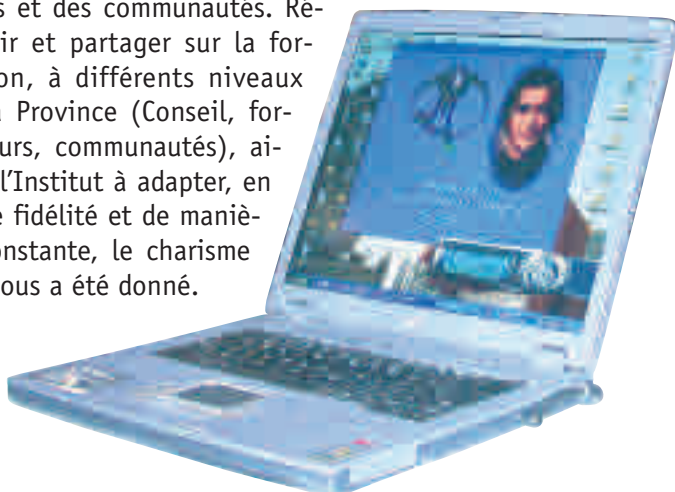 s et des communautés. Ré-
ir et partager sur la for-
on, à différents niveaux
Province (Conseil, for-
urs, communautés), ai-
l'Institut à adapter, en
fidélité et de maniè-
onstante, le charisme
ous a été donné.